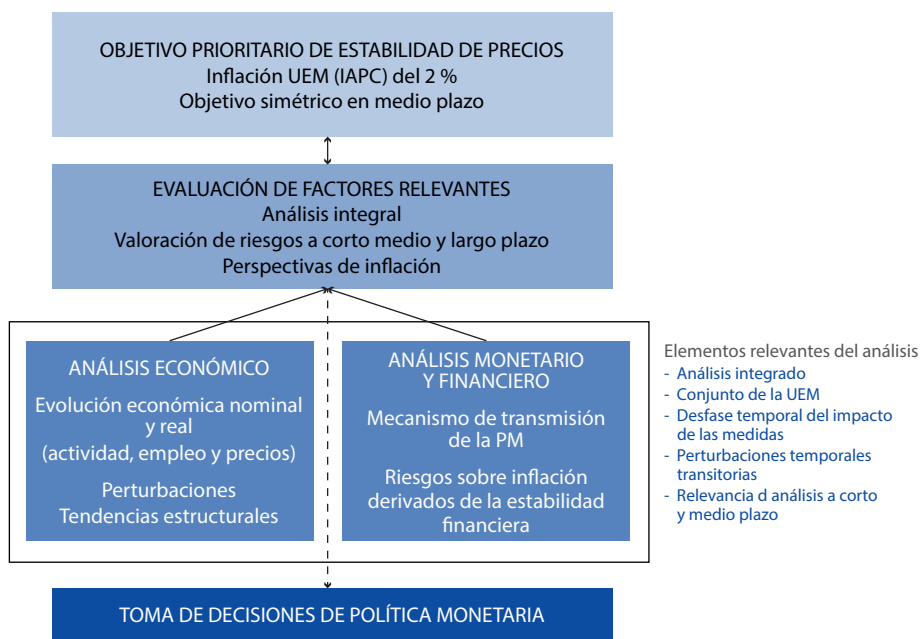 OBJETIVO PRIORITARIO DE ESTABILIDAD DE PRECIOS
Inflación UEM (IAPC) del 2 %
Objetivo simétrico en medio plazo
EVALUACIÓN DE FACTORES RELEVANTES
Análisis integral
Valoración de riesgos a corto medio y largo plazo
Perspectivas de inflación
ANÁLISIS ECONÓMICO
Evolución económica nominal
y real
(actividad, empleo y precios)
Perturbaciones
Tendencias estructurales
ANÁLISIS MONETARIO
Y FINANCIERO
Mecanismo de transmisión
de la PM
Riesgos sobre inflación
derivados de la estabilidad
financiera
Elementos relevantes del análisis
- Análisis integrado
- Conjunto de la UEM
- Desfase temporal del impacto
de las medidas
- Perturbaciones temporales
transitorias
- Relevancia d análisis a corto
y medio plazo
TOMA DE DECISIONES DE POLÍTICA MONETARIA